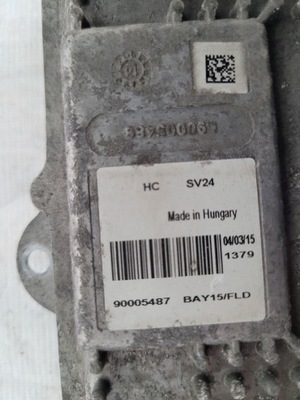 HC SV24
Made in Hungary
04/03/15
1379
90005487 BAY15/FLD